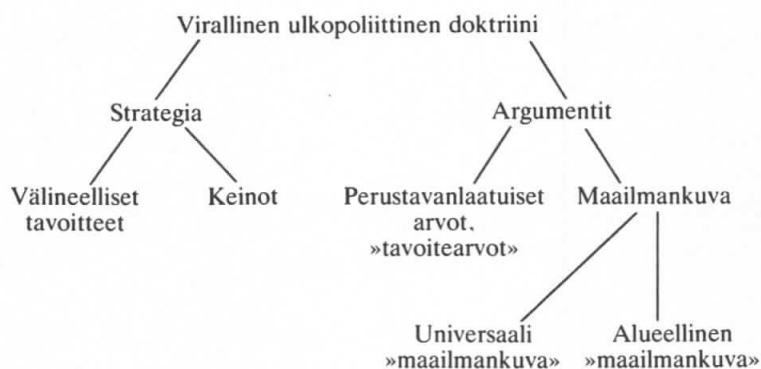 Virallinen ulkopoliittinen doktriini
Strategia
Argumentit
Välineelliset
tavoitteet
Keinot
Perustavanlaatuiset
arvot,
»tavoitearvot»
Maailmankuva
Universaali
»maailmankuva»
Alueellinen
»maailmankuva»